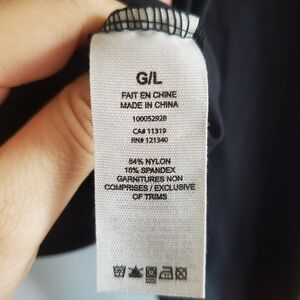 G/L
FAIT EN CHINE
MADE IN CHINA
100052928
CA# 11319
RN# 121340
84% NYLON
16% SPANDEX
GARNITURES NON
COMPRISES / EXCLUSIVE
OF TRIMS